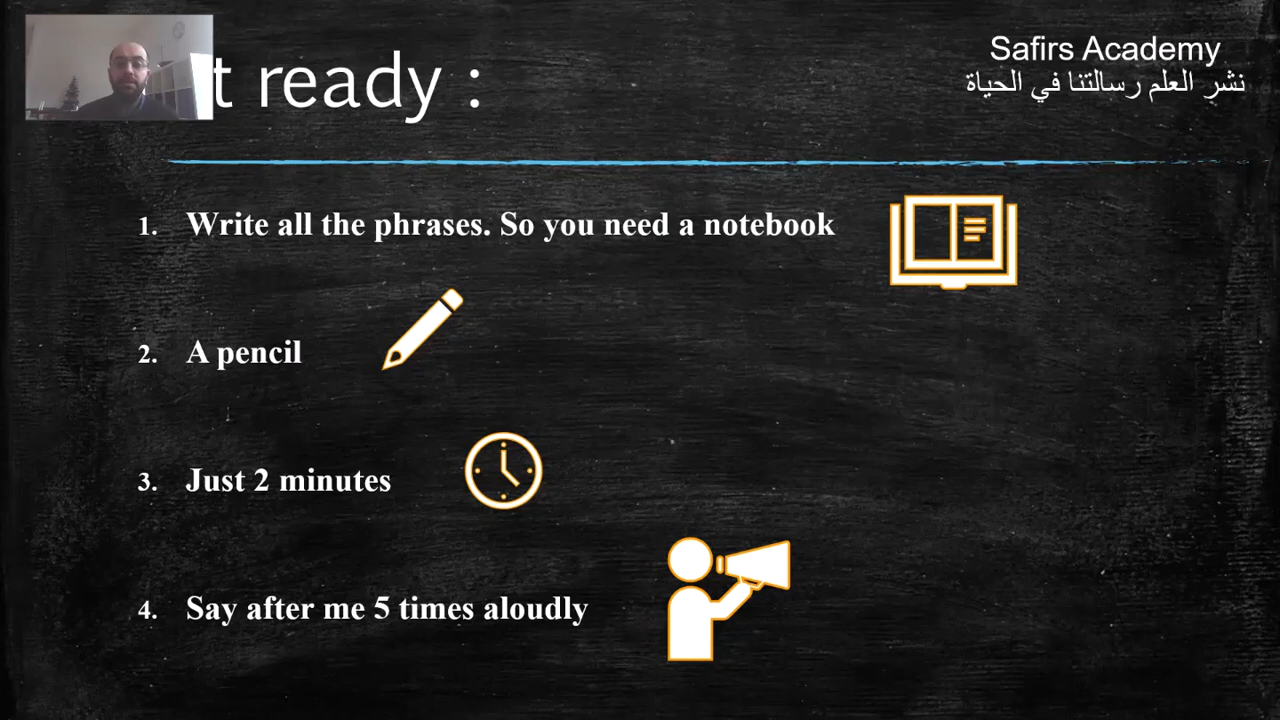 t ready :
Safirs Academy
نشر العلم رسالتنا في الحياة
1. Write all the phrases. So you need a notebook
2. A pencil
3. Just 2 minutes
4. Say after me 5 times aloudly